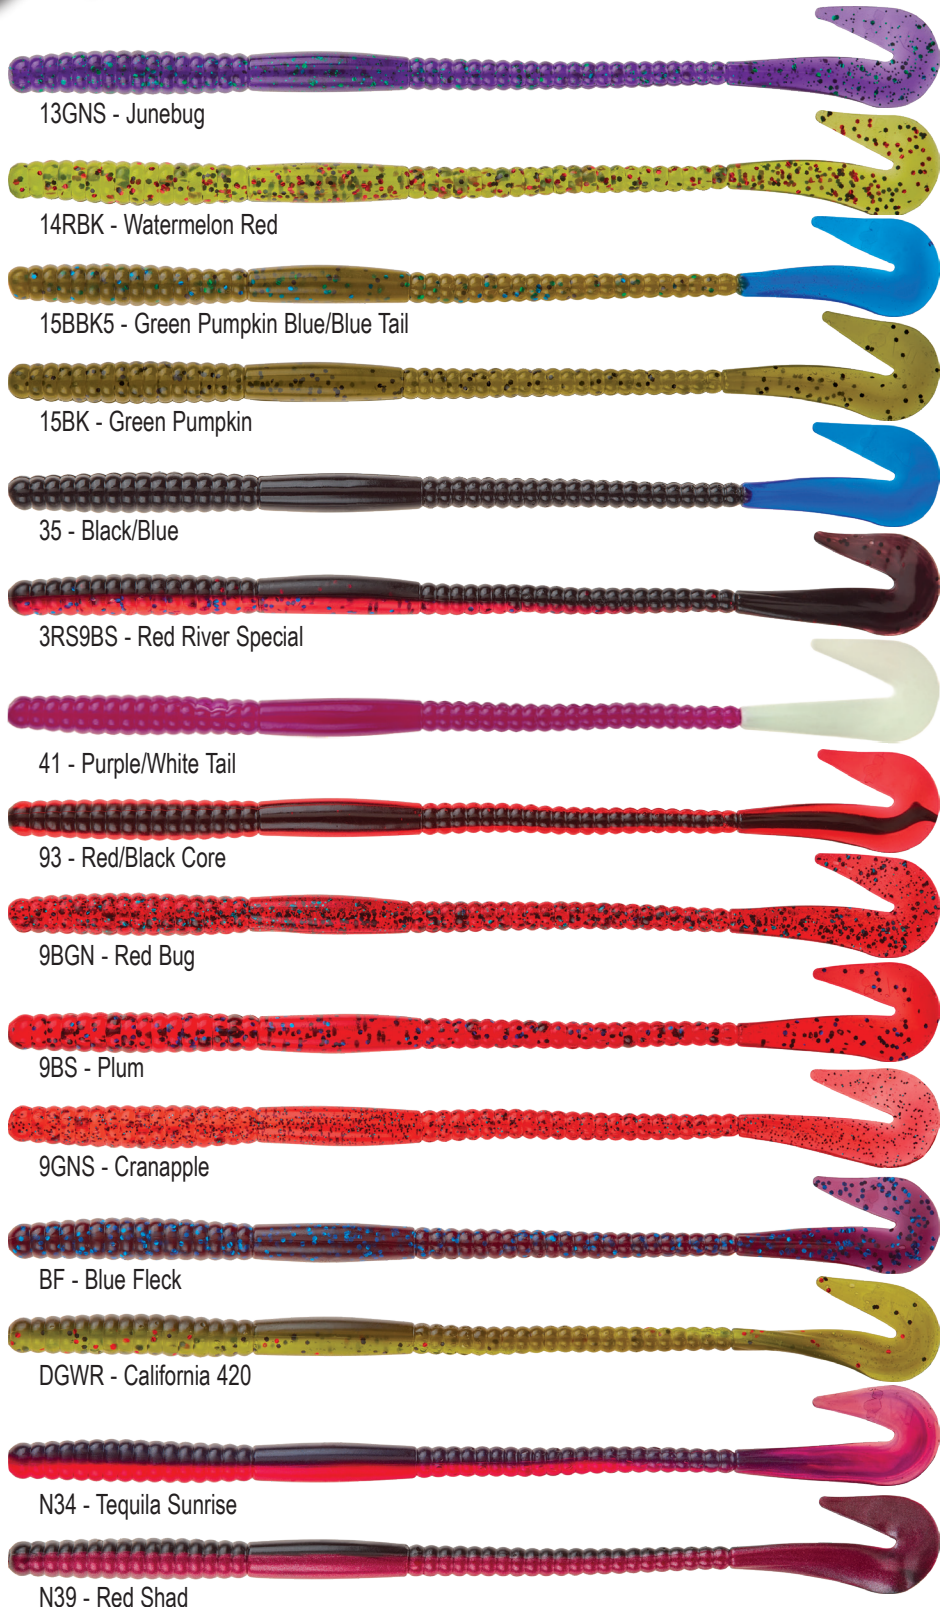 13GNS - Junebug
14RBK - Watermelon Red
15BBK5 - Green Pumpkin Blue/Blue Tail
15BK - Green Pumpkin
35 - Black/Blue
3RS9BS - Red River Special
41 - Purple/White Tail
93 - Red/Black Core
9BGN - Red Bug
9BS - Plum
9GNS - Cranapple
BF - Blue Fleck
DGWR - California 420
N34 - Tequila Sunrise
N39 - Red Shad